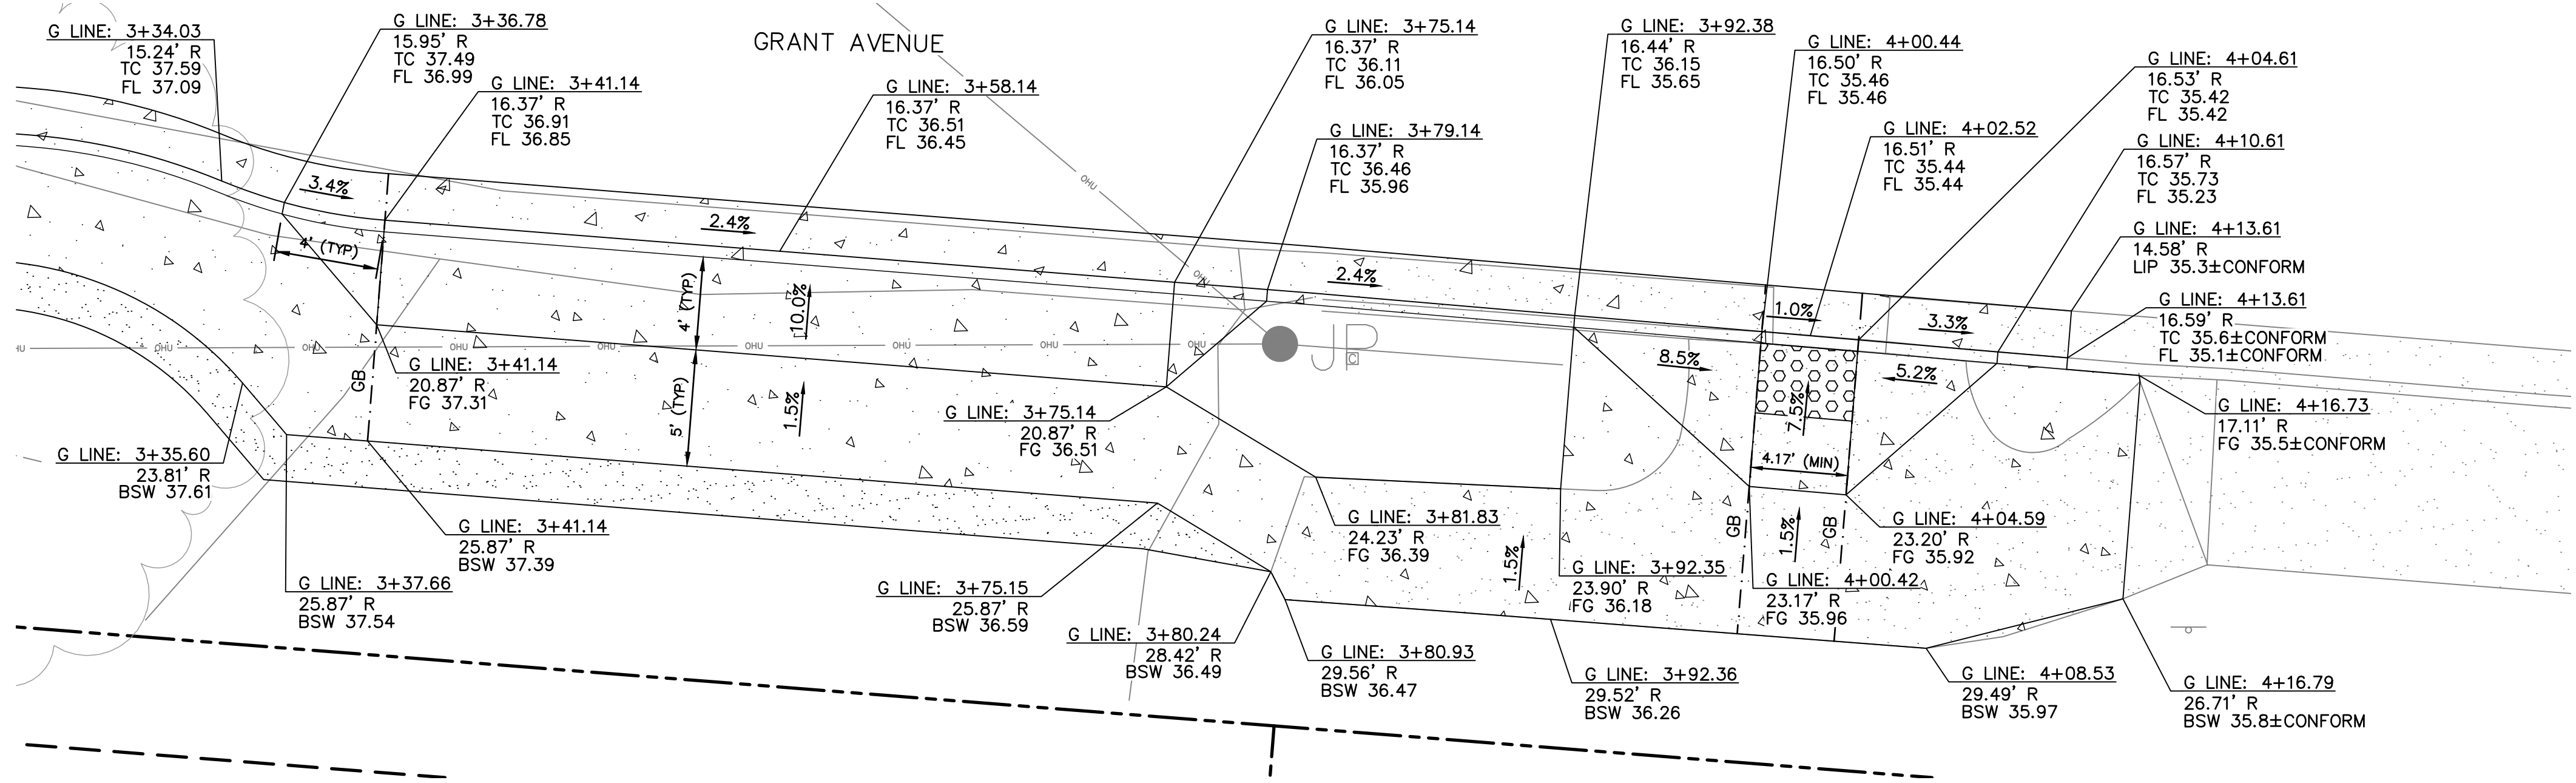 G LINE: 3+34.03
15.24' R
TC 37.59
FL 37.09
G LINE: 3+36.78
15.95' R
TC 37.49
FL 36.99
G LINE: 3+41.14
16.37' R
TC 36.91
FL 36.85
GRANT AVENUE
G LINE: 3+58.14
16.37' R
TC 36.51
FL 36.45
G LINE: 3+75.14
16.37' R
TC 36.11
FL 36.05
G LINE: 3+79.14
16.37' R
TC 36.46
FL 35.96
G LINE: 3+92.38
16.44' R
TC 36.15
FL 35.65
G LINE: 4+00.44
16.50' R
TC 35.46
FL 35.46
G LINE: 4+02.52
16.51' R
TC 35.44
FL 35.44
G LINE: 4+04.61
16.53' R
TC 35.42
FL 35.42
G LINE: 4+10.61
16.57' R
TC 35.73
FL 35.23
G LINE: 4+13.61
14.58' R
LIP 35.3±CONFORM
G LINE: 4+13.61
16.59' R
TC 35.6±CONFORM
FL 35.1±CONFORM
G LINE: 4+16.73
17.11' R
FG 35.5±CONFORM
3.4%
4' (TYP)
2.4%
4' (TYP)
10.0%
OHU
OHU
2.4%
1.0%
3.3%
8.5%
5.2%
7.5%
4.17' (MIN)
HU
OHU
OHU
OHU
OHU
OHU
OHU
OHU
OHU
JP
C
GB
G LINE: 3+41.14
20.87' R
FG 37.31
5' (TYP)
1.5%
G LINE: 3+75.14
20.87' R
FG 36.51
G LINE: 3+35.60
23.81' R
BSW 37.61
G LINE: 3+37.66
25.87' R
BSW 37.54
G LINE: 3+41.14
25.87' R
BSW 37.39
G LINE: 3+75.15
25.87' R
BSW 36.59
G LINE: 3+80.24
28.42' R
BSW 36.49
G LINE: 3+81.83
24.23' R
FG 36.39
1.5%
G LINE: 3+92.35
23.90' R
FG 36.18
GB
1.5%
GB
G LINE: 4+00.42
23.17' R
FG 35.96
G LINE: 4+04.59
23.20' R
FG 35.92
G LINE: 3+80.93
29.56' R
BSW 36.47
G LINE: 3+92.36
29.52' R
BSW 36.26
G LINE: 4+08.53
29.49' R
BSW 35.97
G LINE: 4+16.79
26.71' R
BSW 35.8±CONFORM